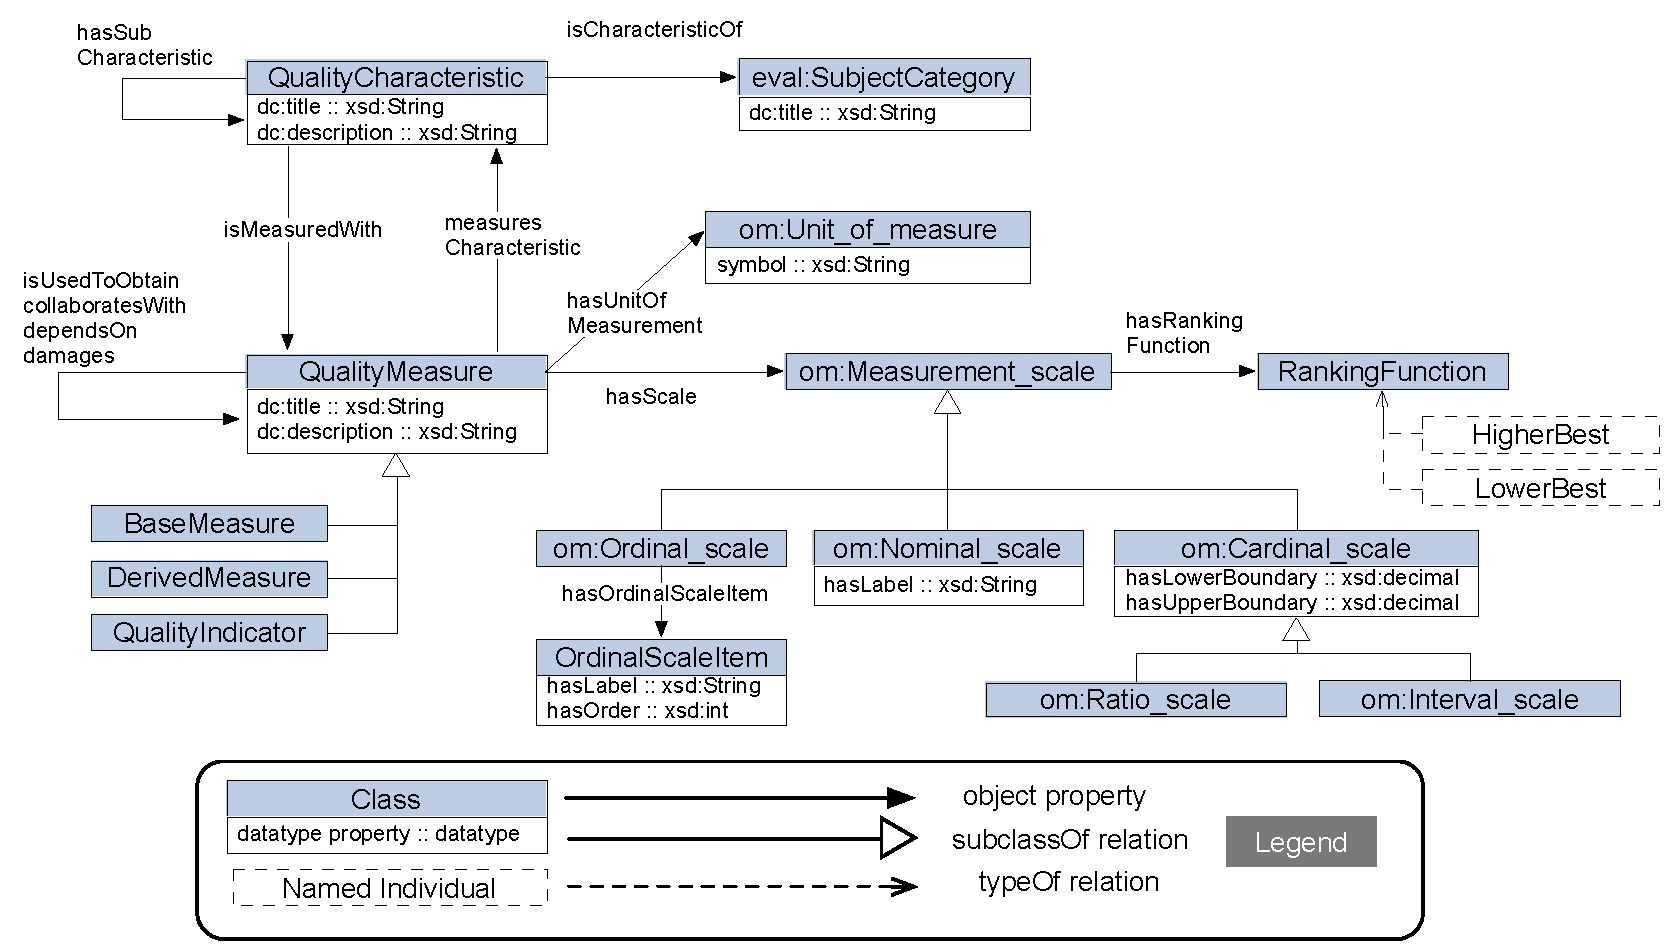 hasSub
Characteristic
isCharacteristicOf
QualityCharacteristic
dc:title :: xsd:String
dc:description :: xsd:String
eval:SubjectCategory
dc:title :: xsd:String
isMeasuredWith
measures
Characteristic
om:Unit_of_measure
symbol :: xsd:String
isUsedToObtain
collaboratesWith
dependsOn
damages
hasUnitOf
Measurement
hasRanking
Function
QualityMeasure
dc:title :: xsd:String
dc:description :: xsd:String
hasScale
om:Measurement_scale
RankingFunction
HigherBest
LowerBest
BaseMeasure
DerivedMeasure
QualityIndicator
om:Ordinal_scale
hasOrdinalScaleItem
OrdinalScaleItem
hasLabel :: xsd:String
hasOrder :: xsd:int
om:Nominal_scale
hasLabel :: xsd:String
om:Cardinal_scale
hasLowerBoundary :: xsd:decimal
hasUpperBoundary :: xsd:decimal
om:Ratio_scale
om:Interval_scale
Class
datatype property :: datatype
Named Individual
object property
subclassOf relation
typeOf relation
Legend